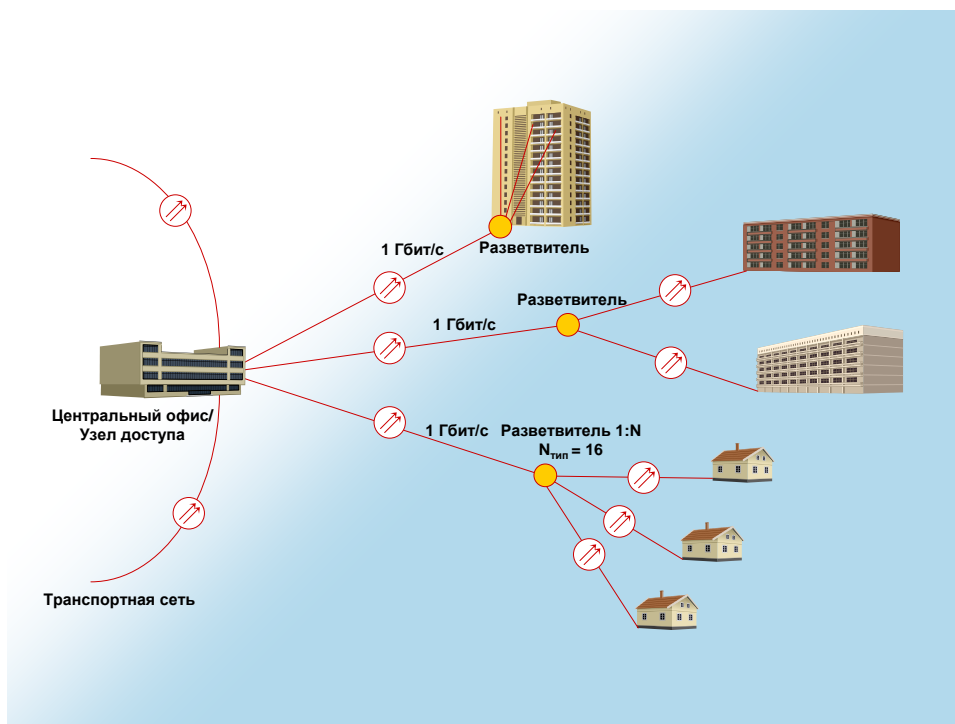 1 Гбит/с
Разветвитель
Разветвитель
1 Гбит/с
Центральный офис/
Узел доступа
1 Гбит/с Разветвитель 1:N
Nтип = 16
Транспортная сеть